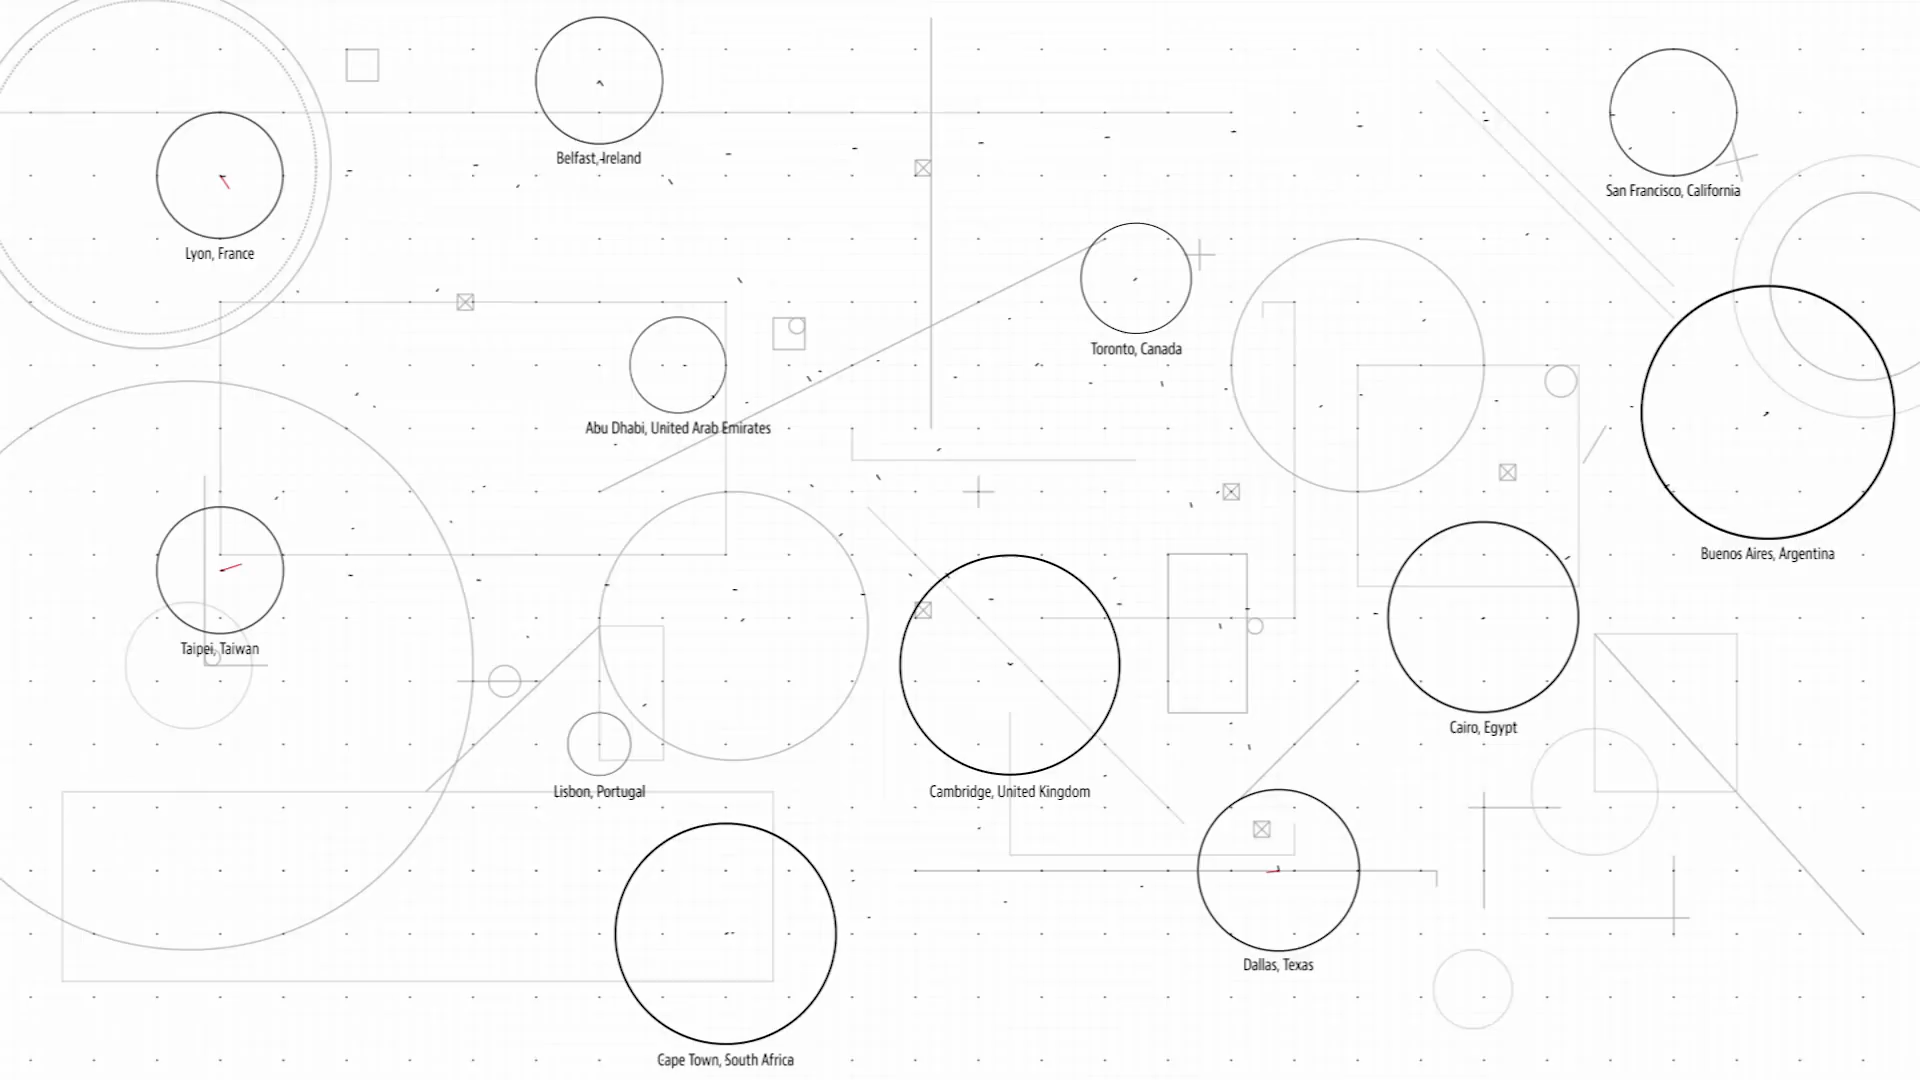 Belfast, Ireland
San Francisco, California
Lyon, France
Toronto, Canada
Abu Dhabi, United Arab Emirates
Buenos Aires, Argentina
Taipei, Taiwan
Cairo, Egypt
Lisbon, Portugal
Cambridge, United Kingdom
Dallas, Texas
Cape Town, South Africa